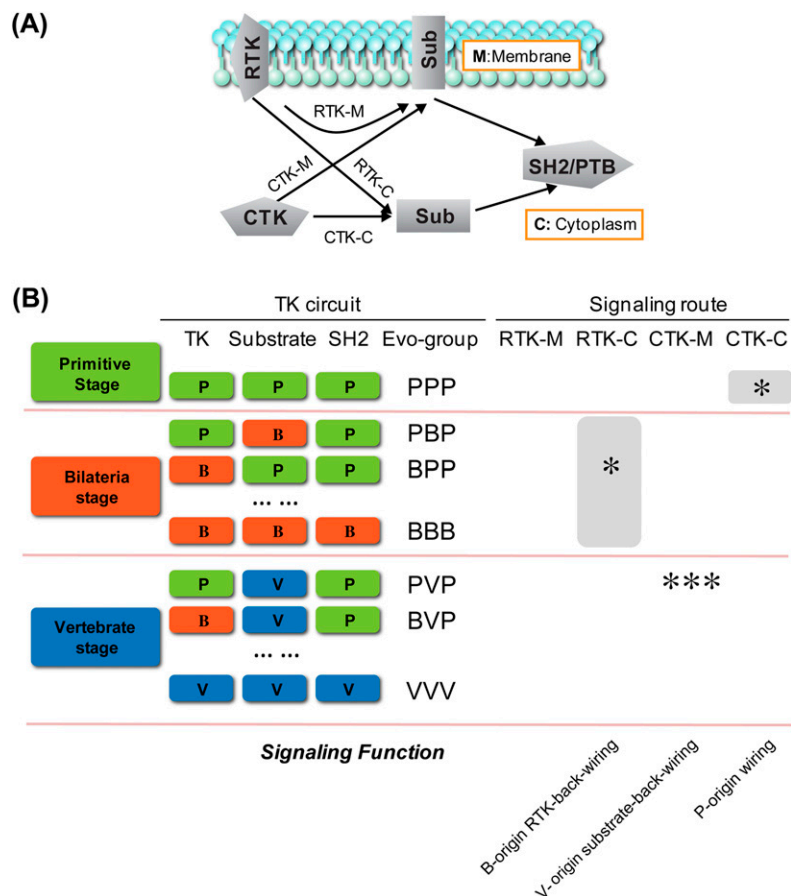 (A)
RTK
Sub
M:Membrane
RTK-M
CTK-M
RTK-C
SH2/PTB
CTK
Sub
CTK-C
C: Cytoplasm
(B)
TK circuit Signaling route
TK Substrate SH2 Evo-group RTK-M RTK-C CTK-M CTK-C
Primitive
Stage
P P P PPP *
P B P PBP
Bilateria
stage
B P P BPP *
... ...
B B B BBB
P V P PVP ***
Vertebrate
stage
B V P BVP
... ...
V V V VVV
Signaling Function
B-origin RTK-back-wiring
V- origin substrate-back-wiring
P-origin wiring